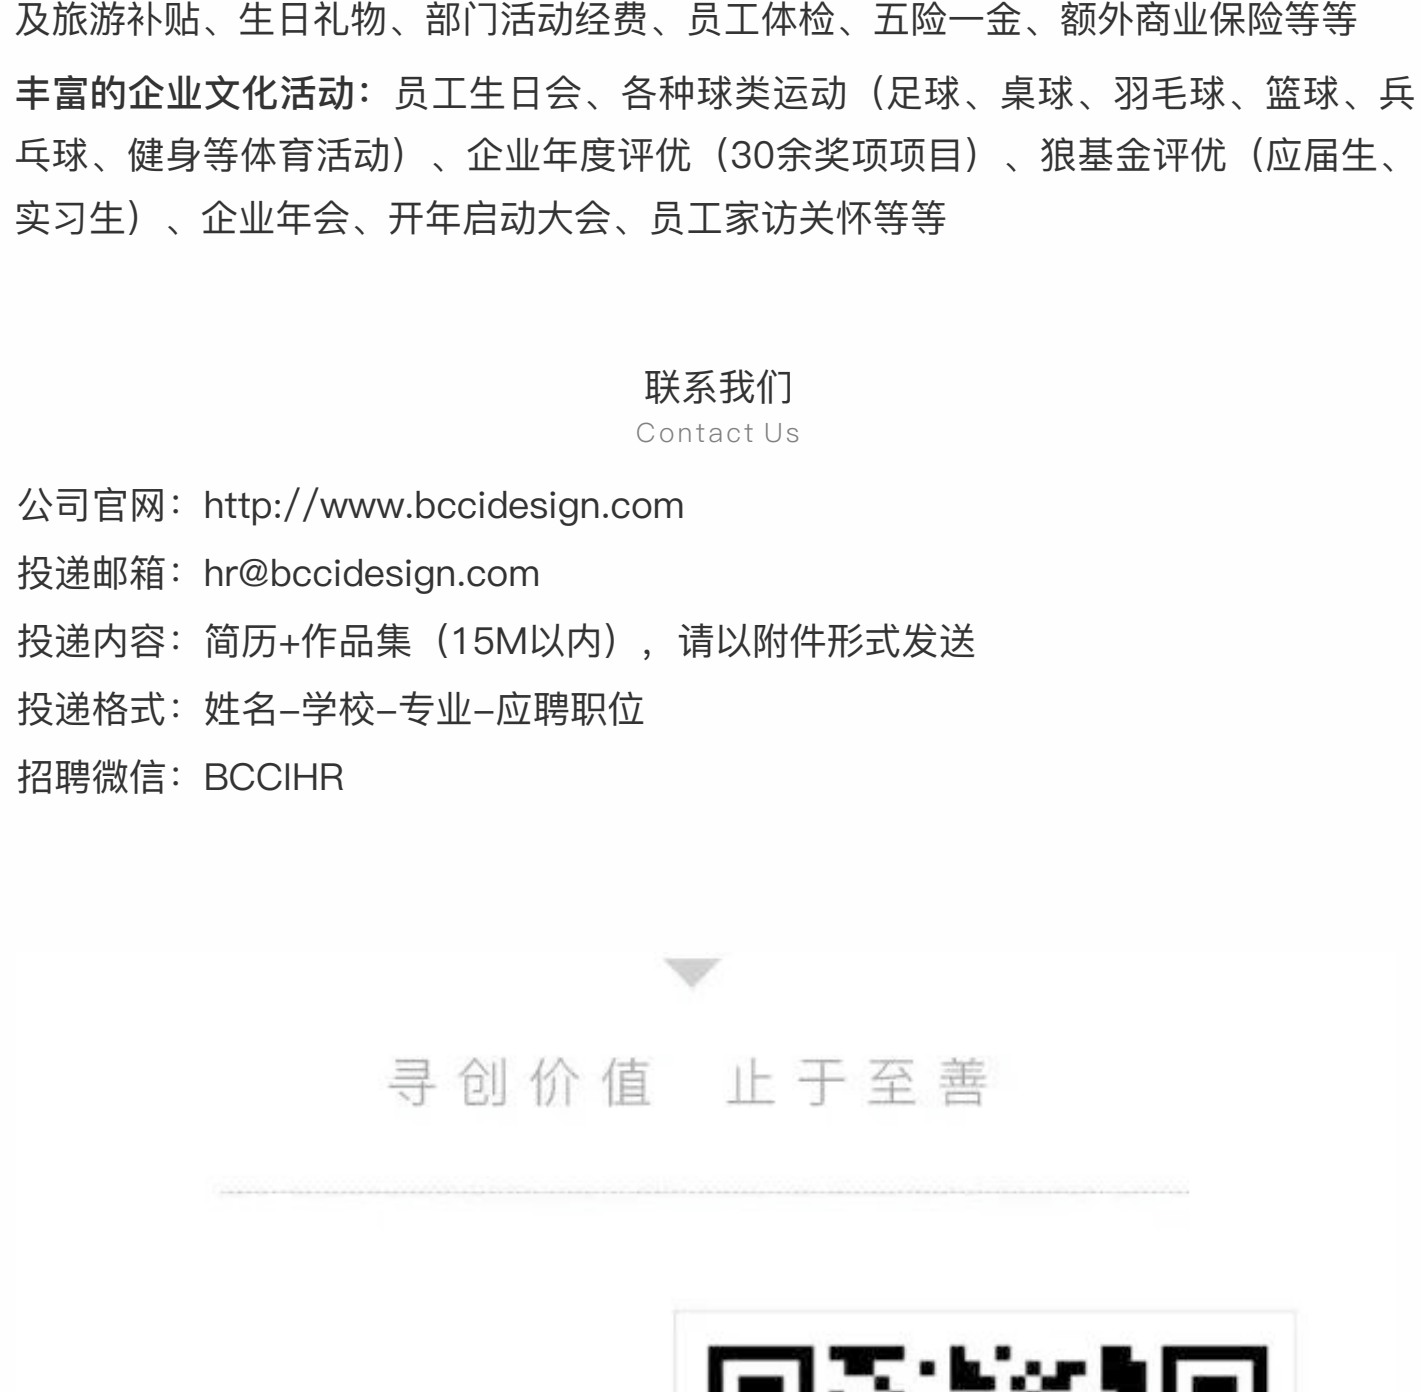 及旅游补贴、生日礼物、部门活动经费、员工体检、五险一金、额外商业保险等等
丰富的企业文化活动：员工生日会、各种球类运动（足球、桌球、羽毛球、篮球、兵
乓球、健身等体育活动）、企业年度评优（30余奖项项目）、狼基金评优（应届生、
实习生）、企业年会、开年启动大会、员工家访关怀等等
联系我们
Contact Us
公司官网：http://www.bccidesign.com
投递邮箱：hr@bccidesign.com
投递内容：简历+作品集（15M以内），请以附件形式发送
投递格式：姓名–学校–专业–应聘职位
招聘微信：BCCIHR
寻创价值 止于至善